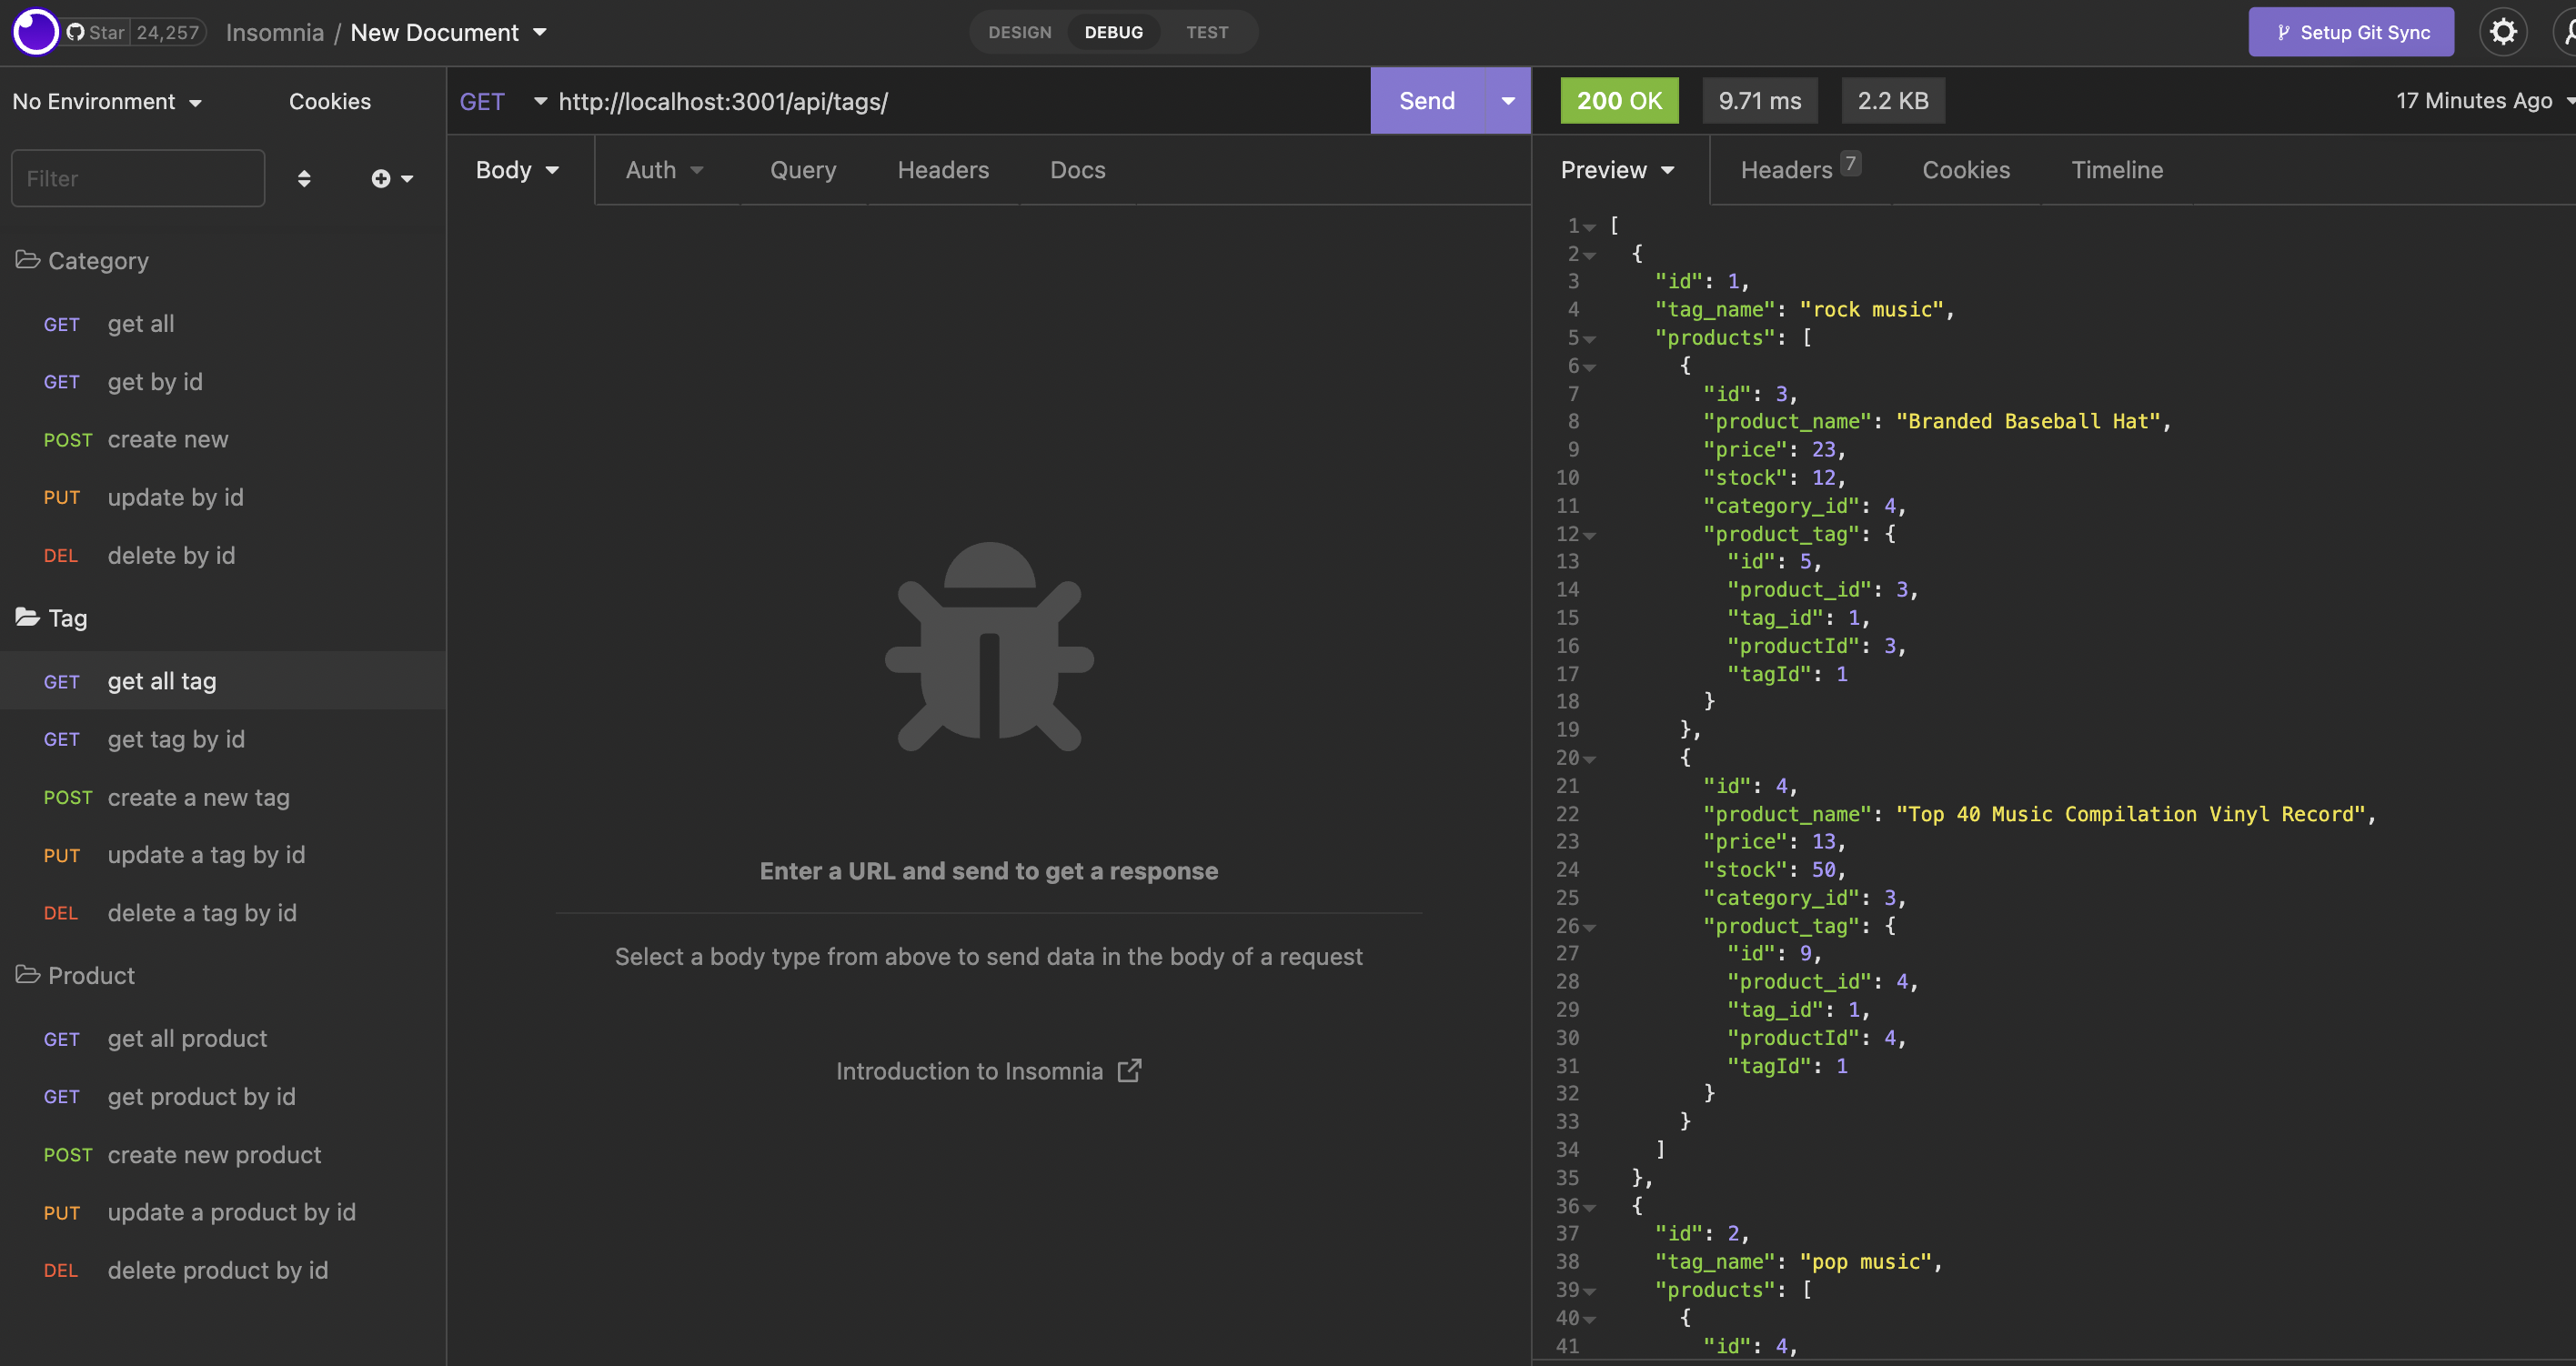 Star 24,257
Insomnia / New Document
DESIGN DEBUG TEST
Setup Git Sync
No Environment
Cookies
Filter
Category
GET get all
GET get by id
POST create new
PUT update by id
DEL delete by id
Tag
GET get all tag
GET get tag by id
POST create a new tag
PUT update a tag by id
DEL delete a tag by id
Product
GET get all product
GET get product by id
POST create new product
PUT update a product by id
DEL delete product by id
GET http://localhost:3001/api/tags/
Send
Body Auth Query Headers Docs
Enter a URL and send to get a response
Select a body type from above to send data in the body of a request
Introduction to Insomnia
200 OK 9.71 ms 2.2 KB
17 Minutes Ago
Preview Headers 7 Cookies Timeline
1 [
2 {
3 "id": 1,
4 "tag_name": "rock music",
5 "products": [
6 {
7 "id": 3,
8 "product_name": "Branded Baseball Hat",
9 "price": 23,
10 "stock": 12,
11 "category_id": 4,
12 "product_tag": {
13 "id": 5,
14 "product_id": 3,
15 "tag_id": 1,
16 "productId": 3,
17 "tagId": 1
18 }
19 },
20 {
21 "id": 4,
22 "product_name": "Top 40 Music Compilation Vinyl Record",
23 "price": 13,
24 "stock": 50,
25 "category_id": 3,
26 "product_tag": {
27 "id": 9,
28 "product_id": 4,
29 "tag_id": 1,
30 "productId": 4,
31 "tagId": 1
32 }
33 }
34 ]
35 },
36 {
37 "id": 2,
38 "tag_name": "pop music",
39 "products": [
40 {
41 "id": 4,